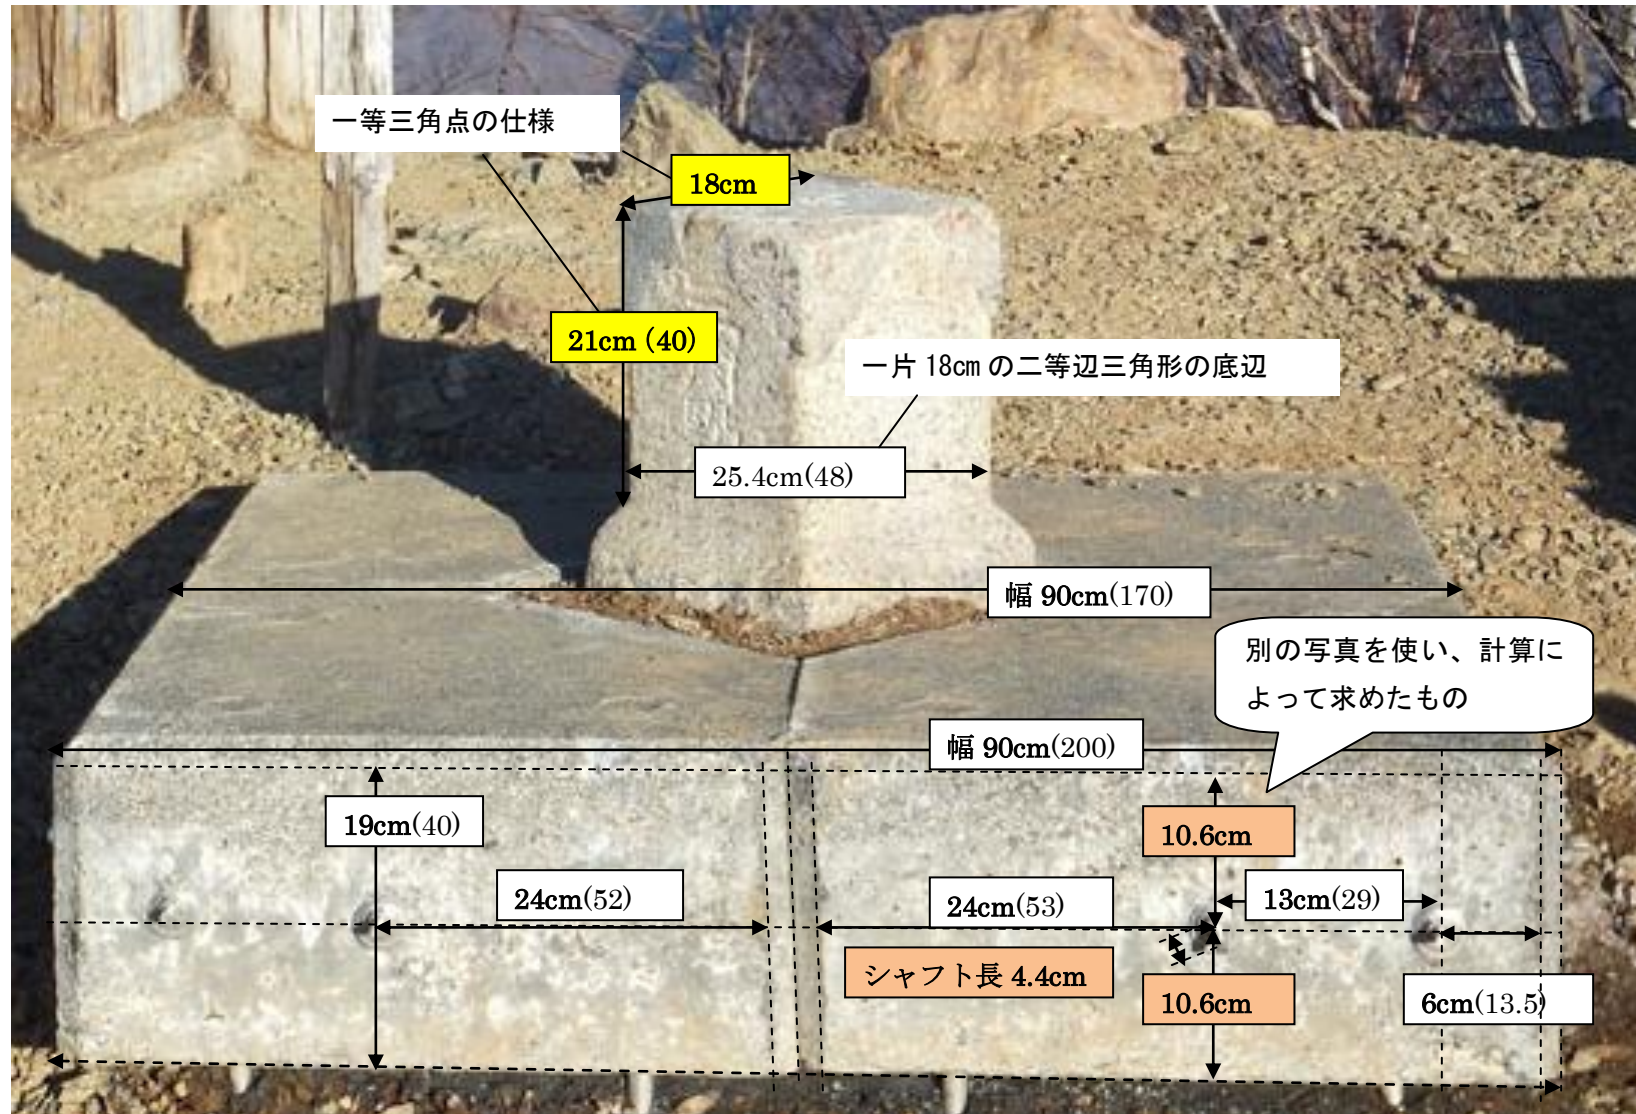 一等三角点の仕様
18cm
21cm (40)
一片 18㎝ の二等辺三角形の底辺
25.4cm(48)
幅 90cm(170)
別の写真を使い、計算に
よって求めたもの
幅 90cm(200)
19cm(40)
10.6cm
24cm(52)
24cm(53)
13cm(29)
シャフト長 4.4cm
10.6cm
6cm(13.5)